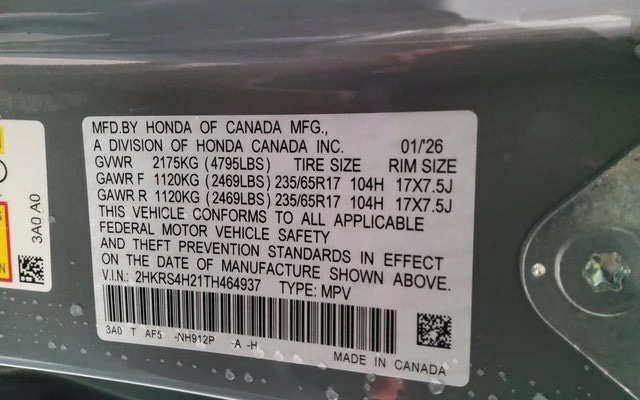 MFD.BY HONDA OF CANADA MFG.,
A DIVISION OF HONDA CANADA INC. 01/'26
GVWR 2175KG (4795LBS) TIRE SIZE RIM SIZE
GAWR F 1120KG (2469LBS) 235/65R17 104H 17X7.5J
GAWR R 1120KG (2469LBS) 235/65R17 104H 17X7.5J
THIS VEHICLE CONFORMS TO ALL APPLICABLE
FEDERAL MOTOR VEHICLE SAFETY
AND THEFT PREVENTION STANDARDS IN EFFECT
ON THE DATE OF MANUFACTURE SHOWN ABOVE.
V.I.N.: 2HKRS4H21TH464937 TYPE: MPV
3A0 T AF5 -NH912P -A -H
MADE IN CANADA
3A0 A0